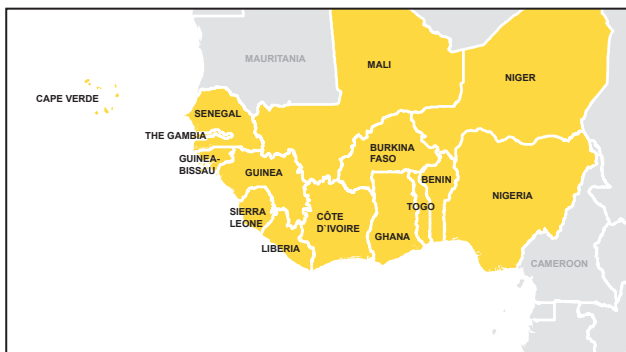 MAURITANIA
MALI
NIGER
CAPE VERDE
SENEGAL
THE GAMBIA
GUINEA-
BISSAU
GUINEA
BURKINA
FASO
BENIN
NIGERIA
TOGO
SIERRA
LEONE
CÔTE
D`IVOIRE
GHANA
LIBERIA
CAMEROON